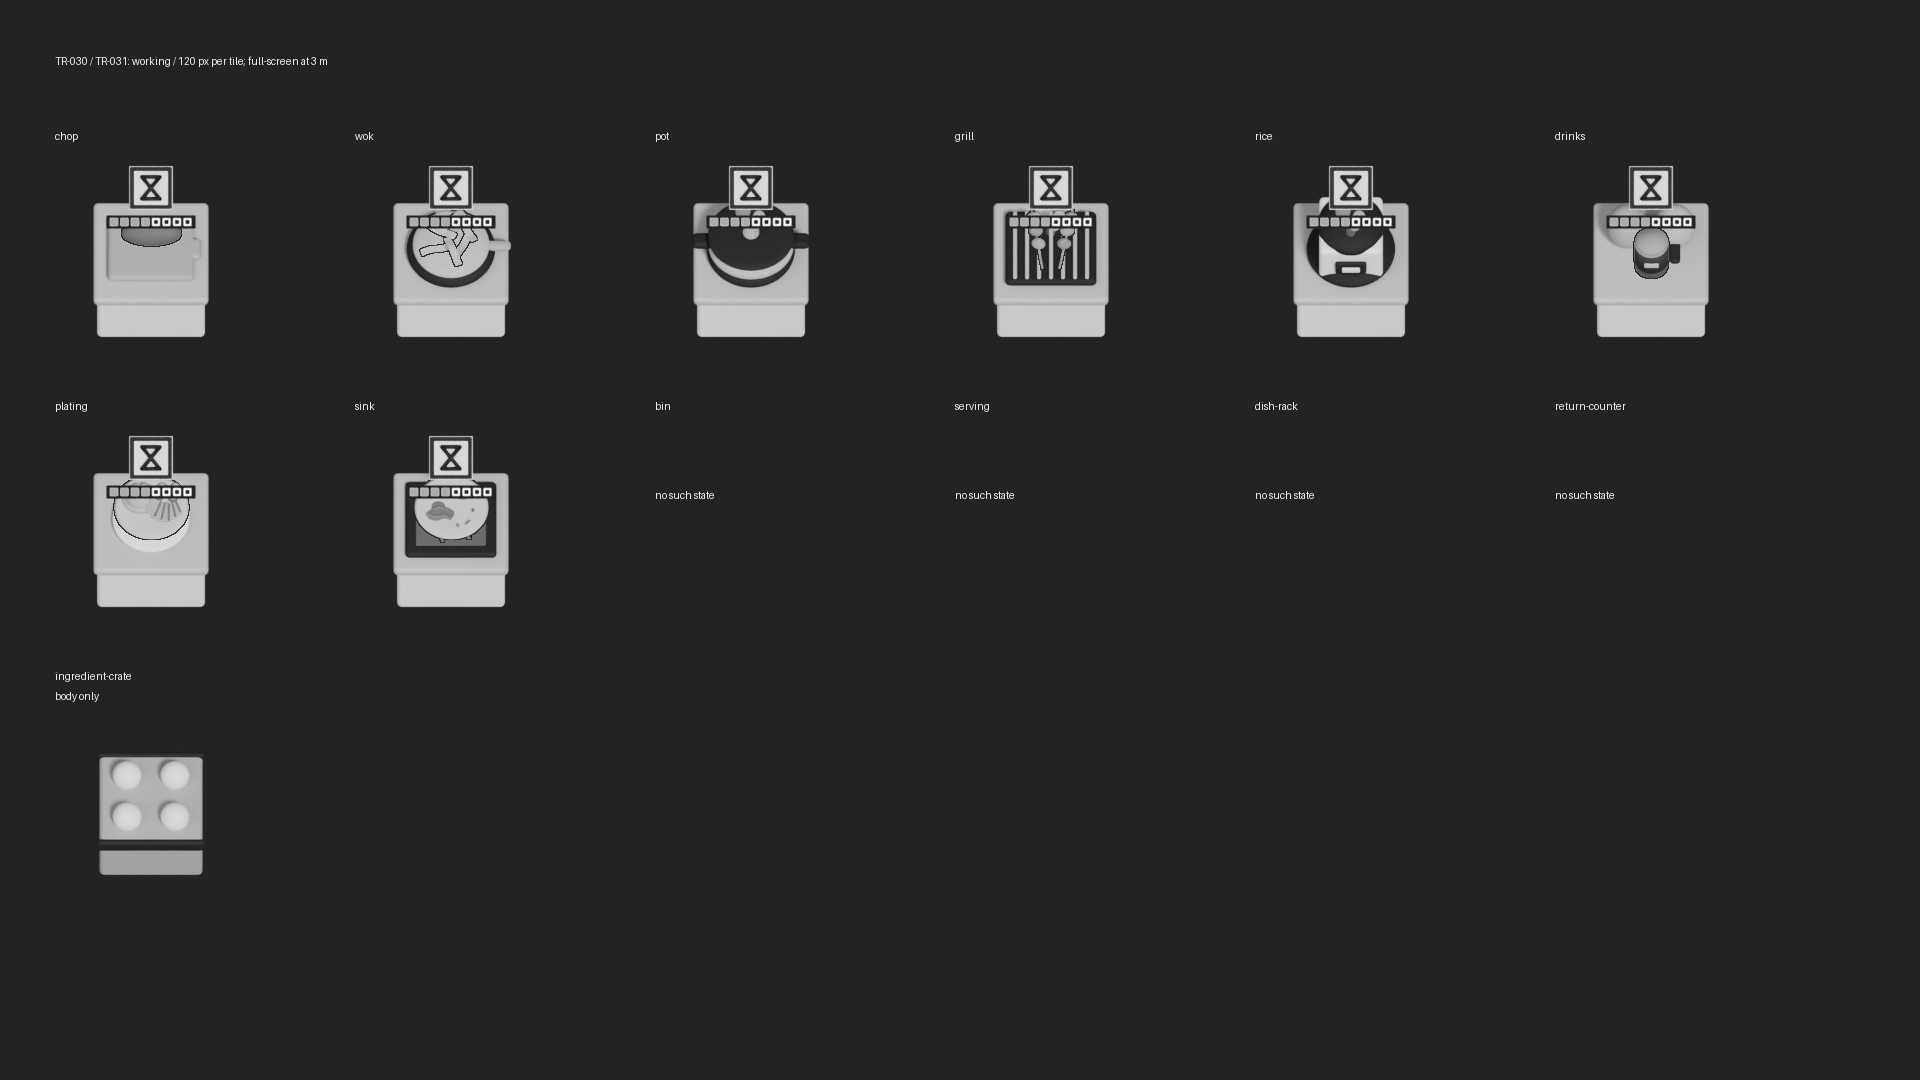 TR-030 / TR-031: working / 120 px per tile; full-screen at 3 m
chop
wok
pot
grill
rice
drinks
plating
sink
bin
serving
dish-rack
return-counter
no such state
no such state
no such state
no such state
ingredient-crate
body only